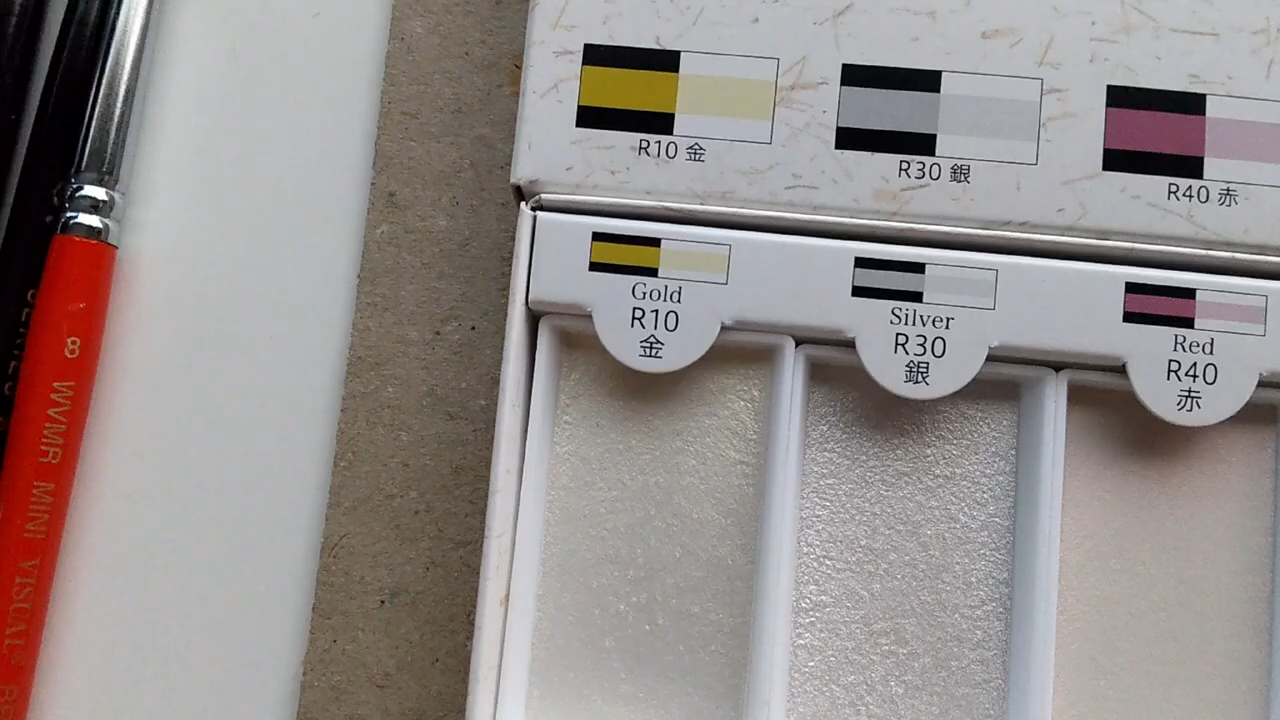 R10 金
R30 銀
R40 赤
Gold
R10
金
Silver
R30
銀
Red
R40
赤
8 WVMR MINI VISUAL